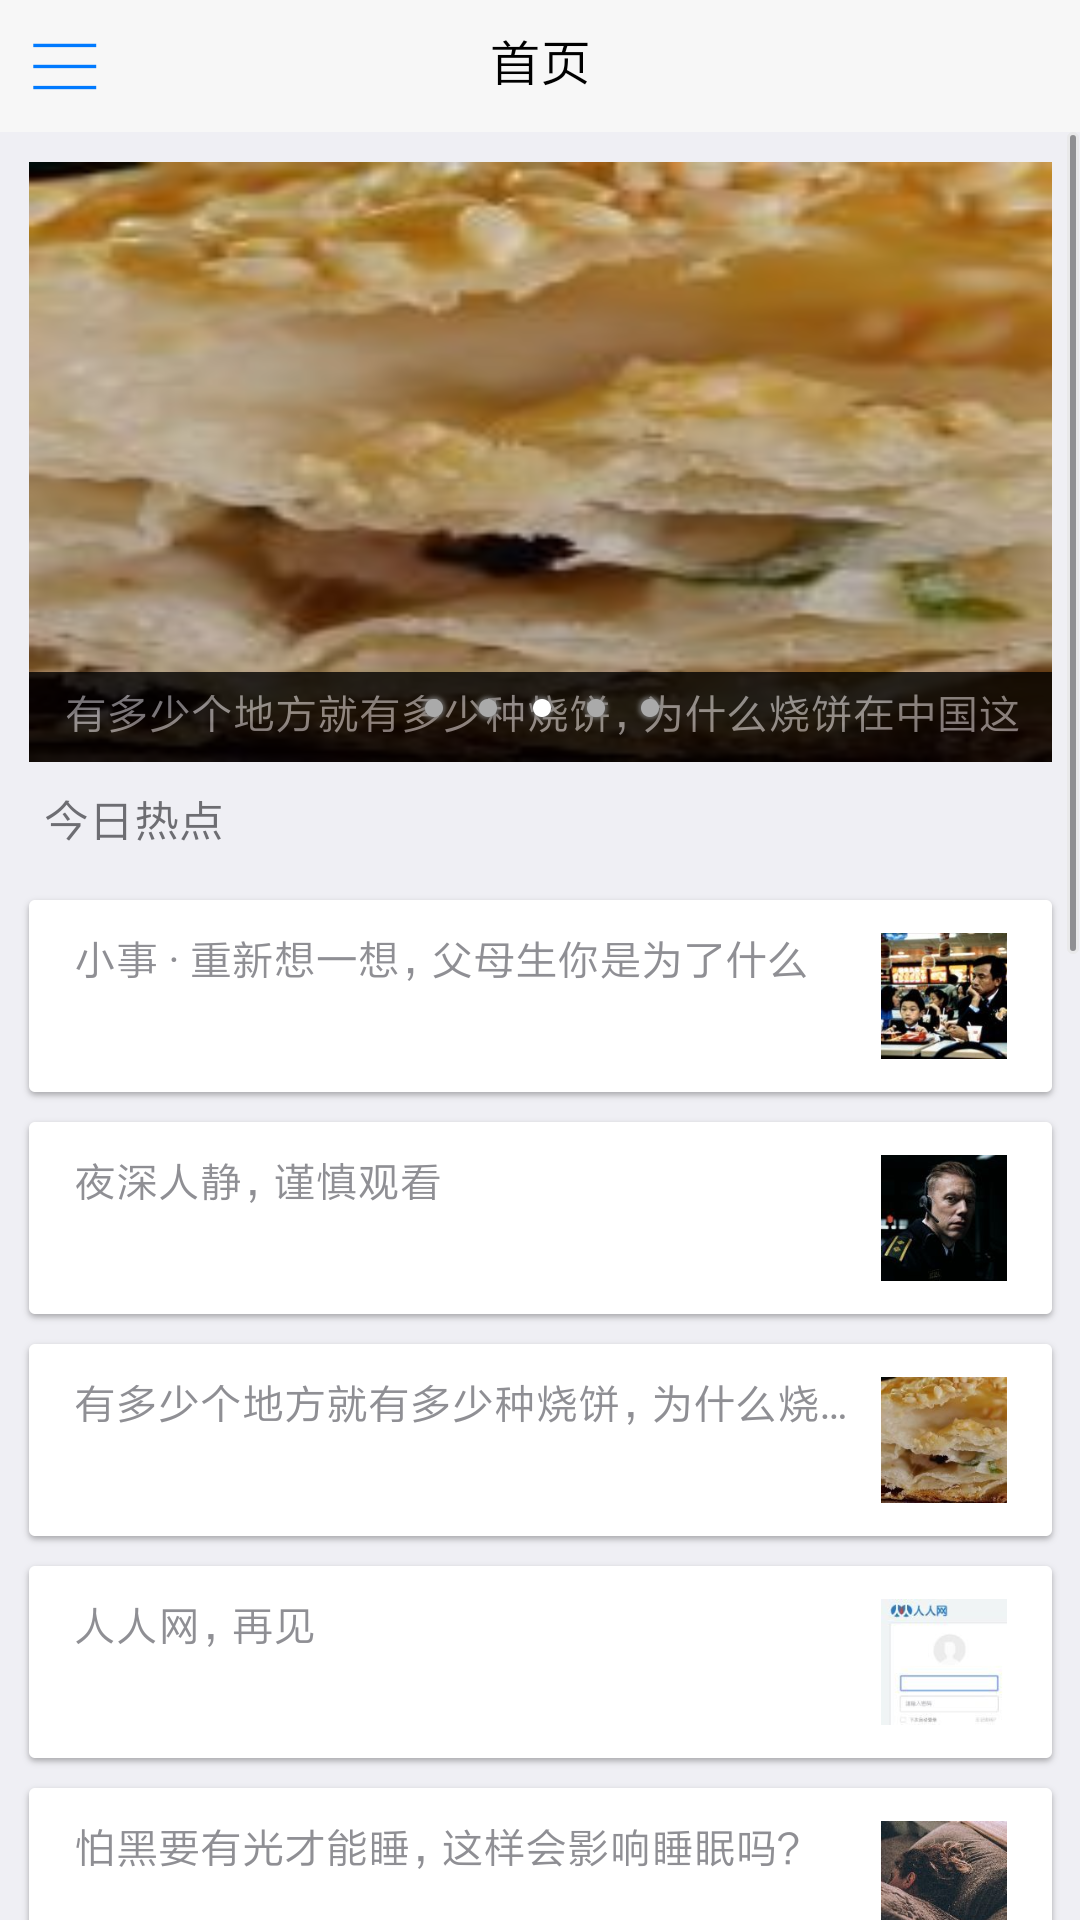 首页
有多少个地方就有多少种烧饼，为什么烧饼在中国这
今日热点
小事 · 重新想一想，父母生你是为了什么
夜深人静，谨慎观看
有多少个地方就有多少种烧饼，为什么烧...
人人网，再见
人人网
怕黑要有光才能睡，这样会影响睡眠吗？